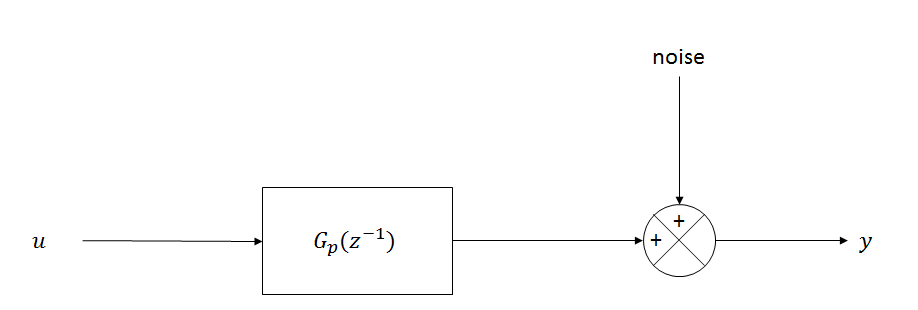 noise
+
u
G_p(z^{-1})
+
y